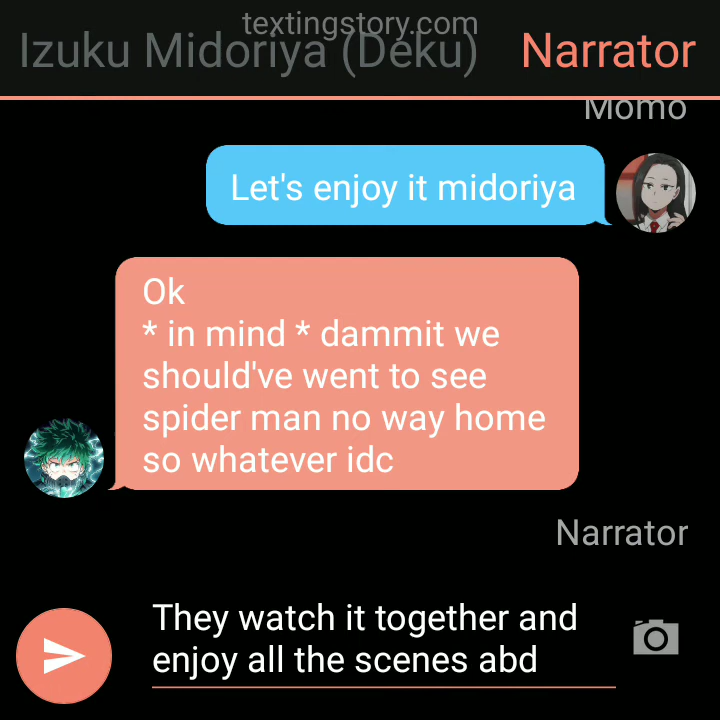 textingstory.com
Izuku Midoriya (Deku) Narrator
Momo
Let's enjoy it midoriya
Ok
* in mind * dammit we
should've went to see
spider man no way home
so whatever idc
Narrator
They watch it together and
enjoy all the scenes abd